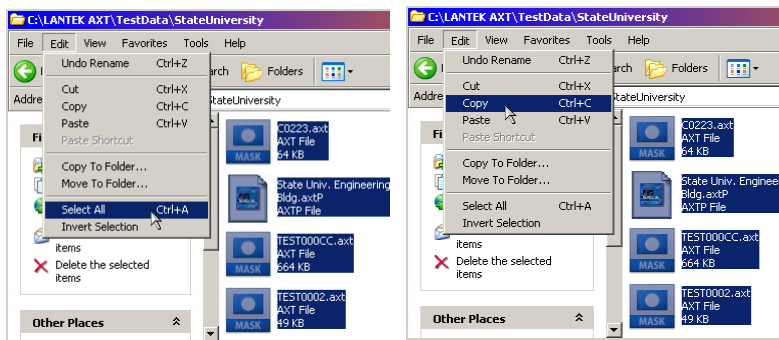 C:\LANTEK AXT\TestData\StateUniversity
File Edit View Favorites Tools Help
Undo Rename Ctrl+Z
Cut Ctrl+X
Copy Ctrl+C
Paste Ctrl+V
Paste Shortcut
Copy To Folder...
Move To Folder...
Select All Ctrl+A
Invert Selection
arch Folders
Addre
tateUniversity
Fi
items
Delete the selected
items
Other Places
MASK
C0223.axt
AXT File
64 KB
State Univ. Engineering
Bldg.axtP
AXTP File
MASK
TEST000CC.axt
AXT File
664 KB
MASK
TEST0002.axt
AXT File
49 KB
C:\LANTEK AXT\TestData\StateUniversity
File Edit View Favorites Tools Help
Undo Rename Ctrl+Z
Cut Ctrl+X
Copy Ctrl+C
Paste Ctrl+V
Paste Shortcut
Copy To Folder...
Move To Folder...
Select All Ctrl+A
Invert Selection
arch Folders
Addre
tateUniversity
Fi
items
Delete the selected
items
Other Places
MASK
C0223.axt
AXT File
64 KB
State Univ. Enginee
Bldg.axtP
AXTP File
MASK
TEST000CC.axt
AXT File
664 KB
MASK
TEST0002.axt
AXT File
49 KB